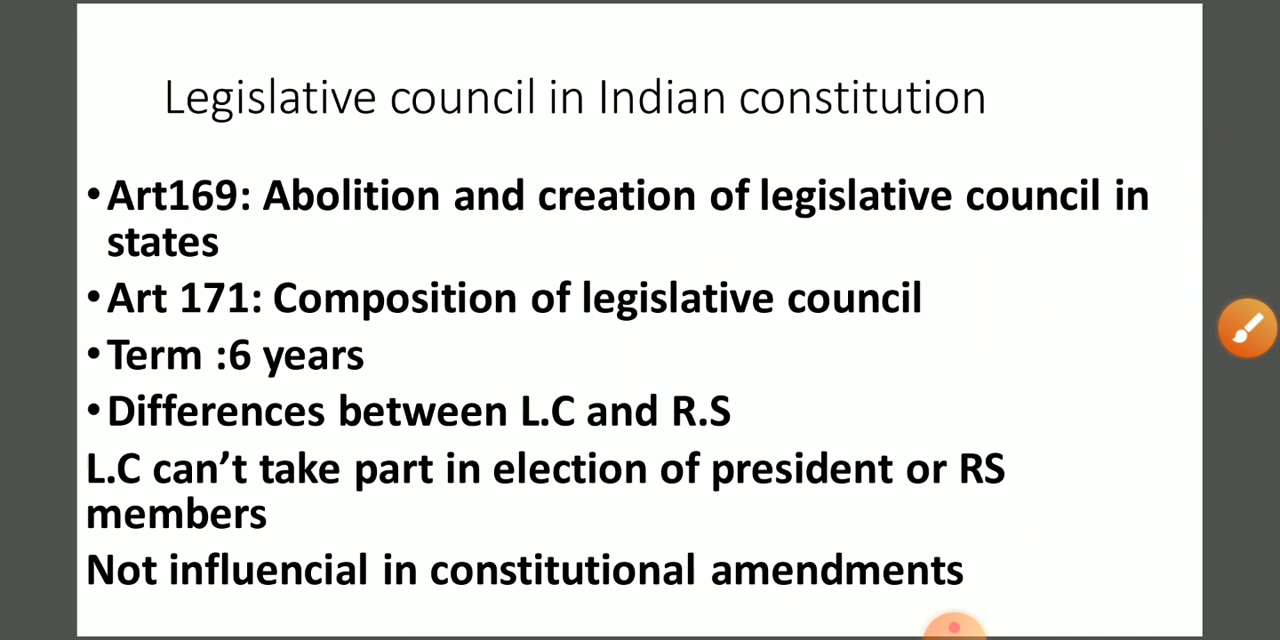 Legislative council in Indian constitution
•Art169: Abolition and creation of legislative council in
states
•Art 171: Composition of legislative council
•Term :6 years
•Differences between L.C and R.S
L.C can’t take part in election of president or RS
members
Not influencial in constitutional amendments